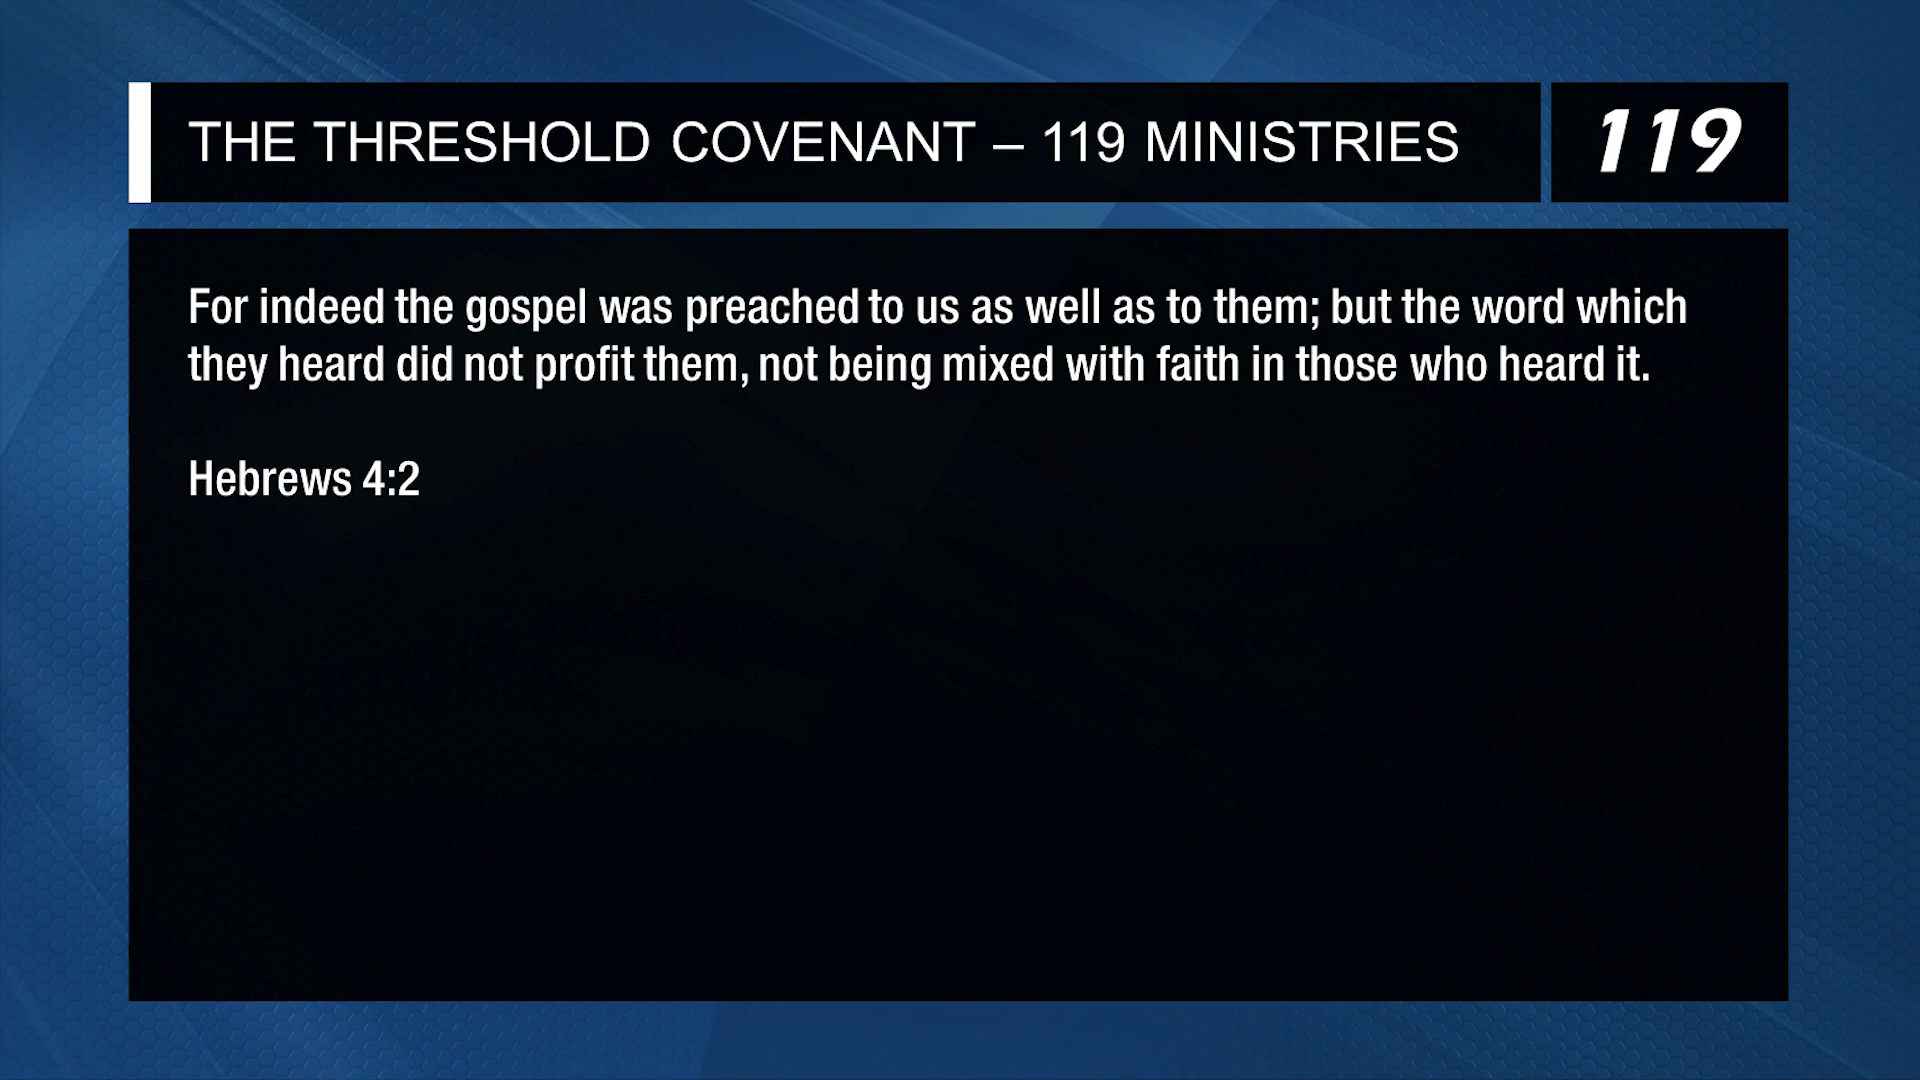 THE THRESHOLD COVENANT – 119 MINISTRIES
119
For indeed the gospel was preached to us as well as to them; but the word which
they heard did not profit them, not being mixed with faith in those who heard it.
Hebrews 4:2